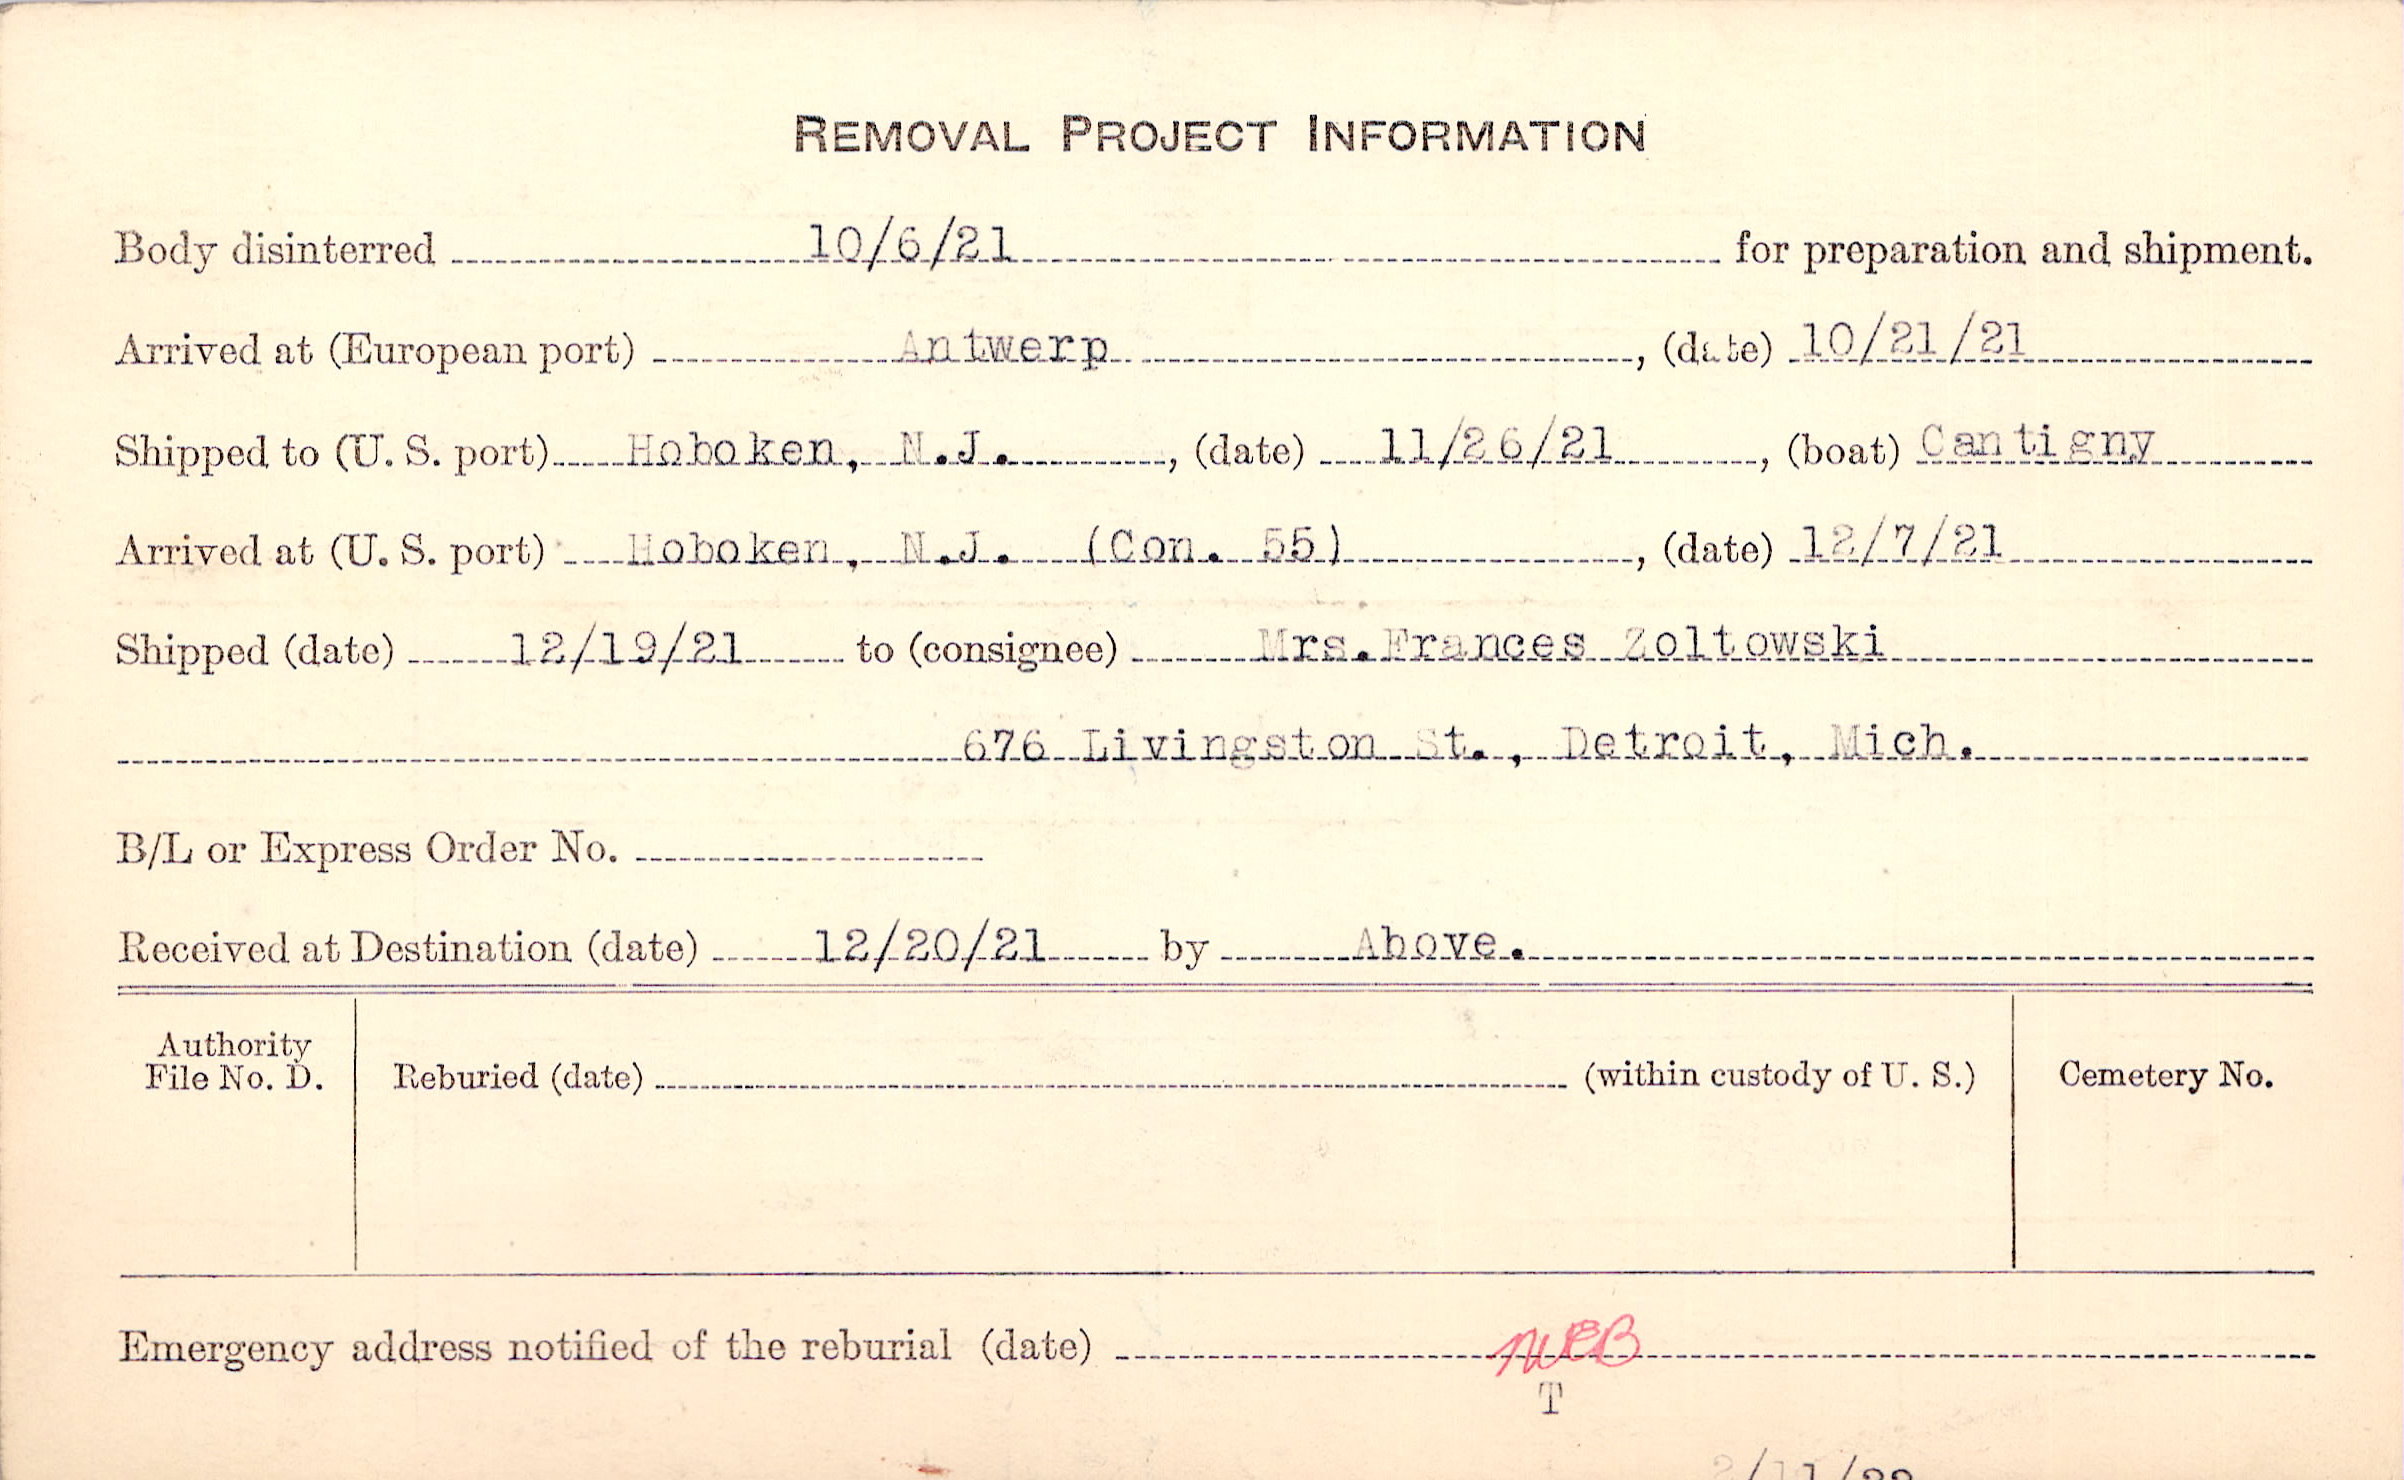 REMOVAL PROJECT INFORMATION
Body disinterred 10/6/21 for preparation and shipment.
Arrived at (European port) Antwerp, (date) 10/21/21
Shipped to (U. S. port) Hoboken, N.J., (date) 11/26/21, (boat) Cantigny
Arrived at (U. S. port) Hoboken, N.J. (Con. 55), (date) 12/7/21
Shipped (date) 12/19/21 to (consignee) Mrs.Frances Zoltowski
676 Livingston St., Detroit, Mich.
B/L or Express Order No.
Received at Destination (date) 12/20/21 by Above.
Authority
File No. D.
Reburied (date) (within custody of U. S.)
Cemetery No.
Emergency address notified of the reburial (date)
T